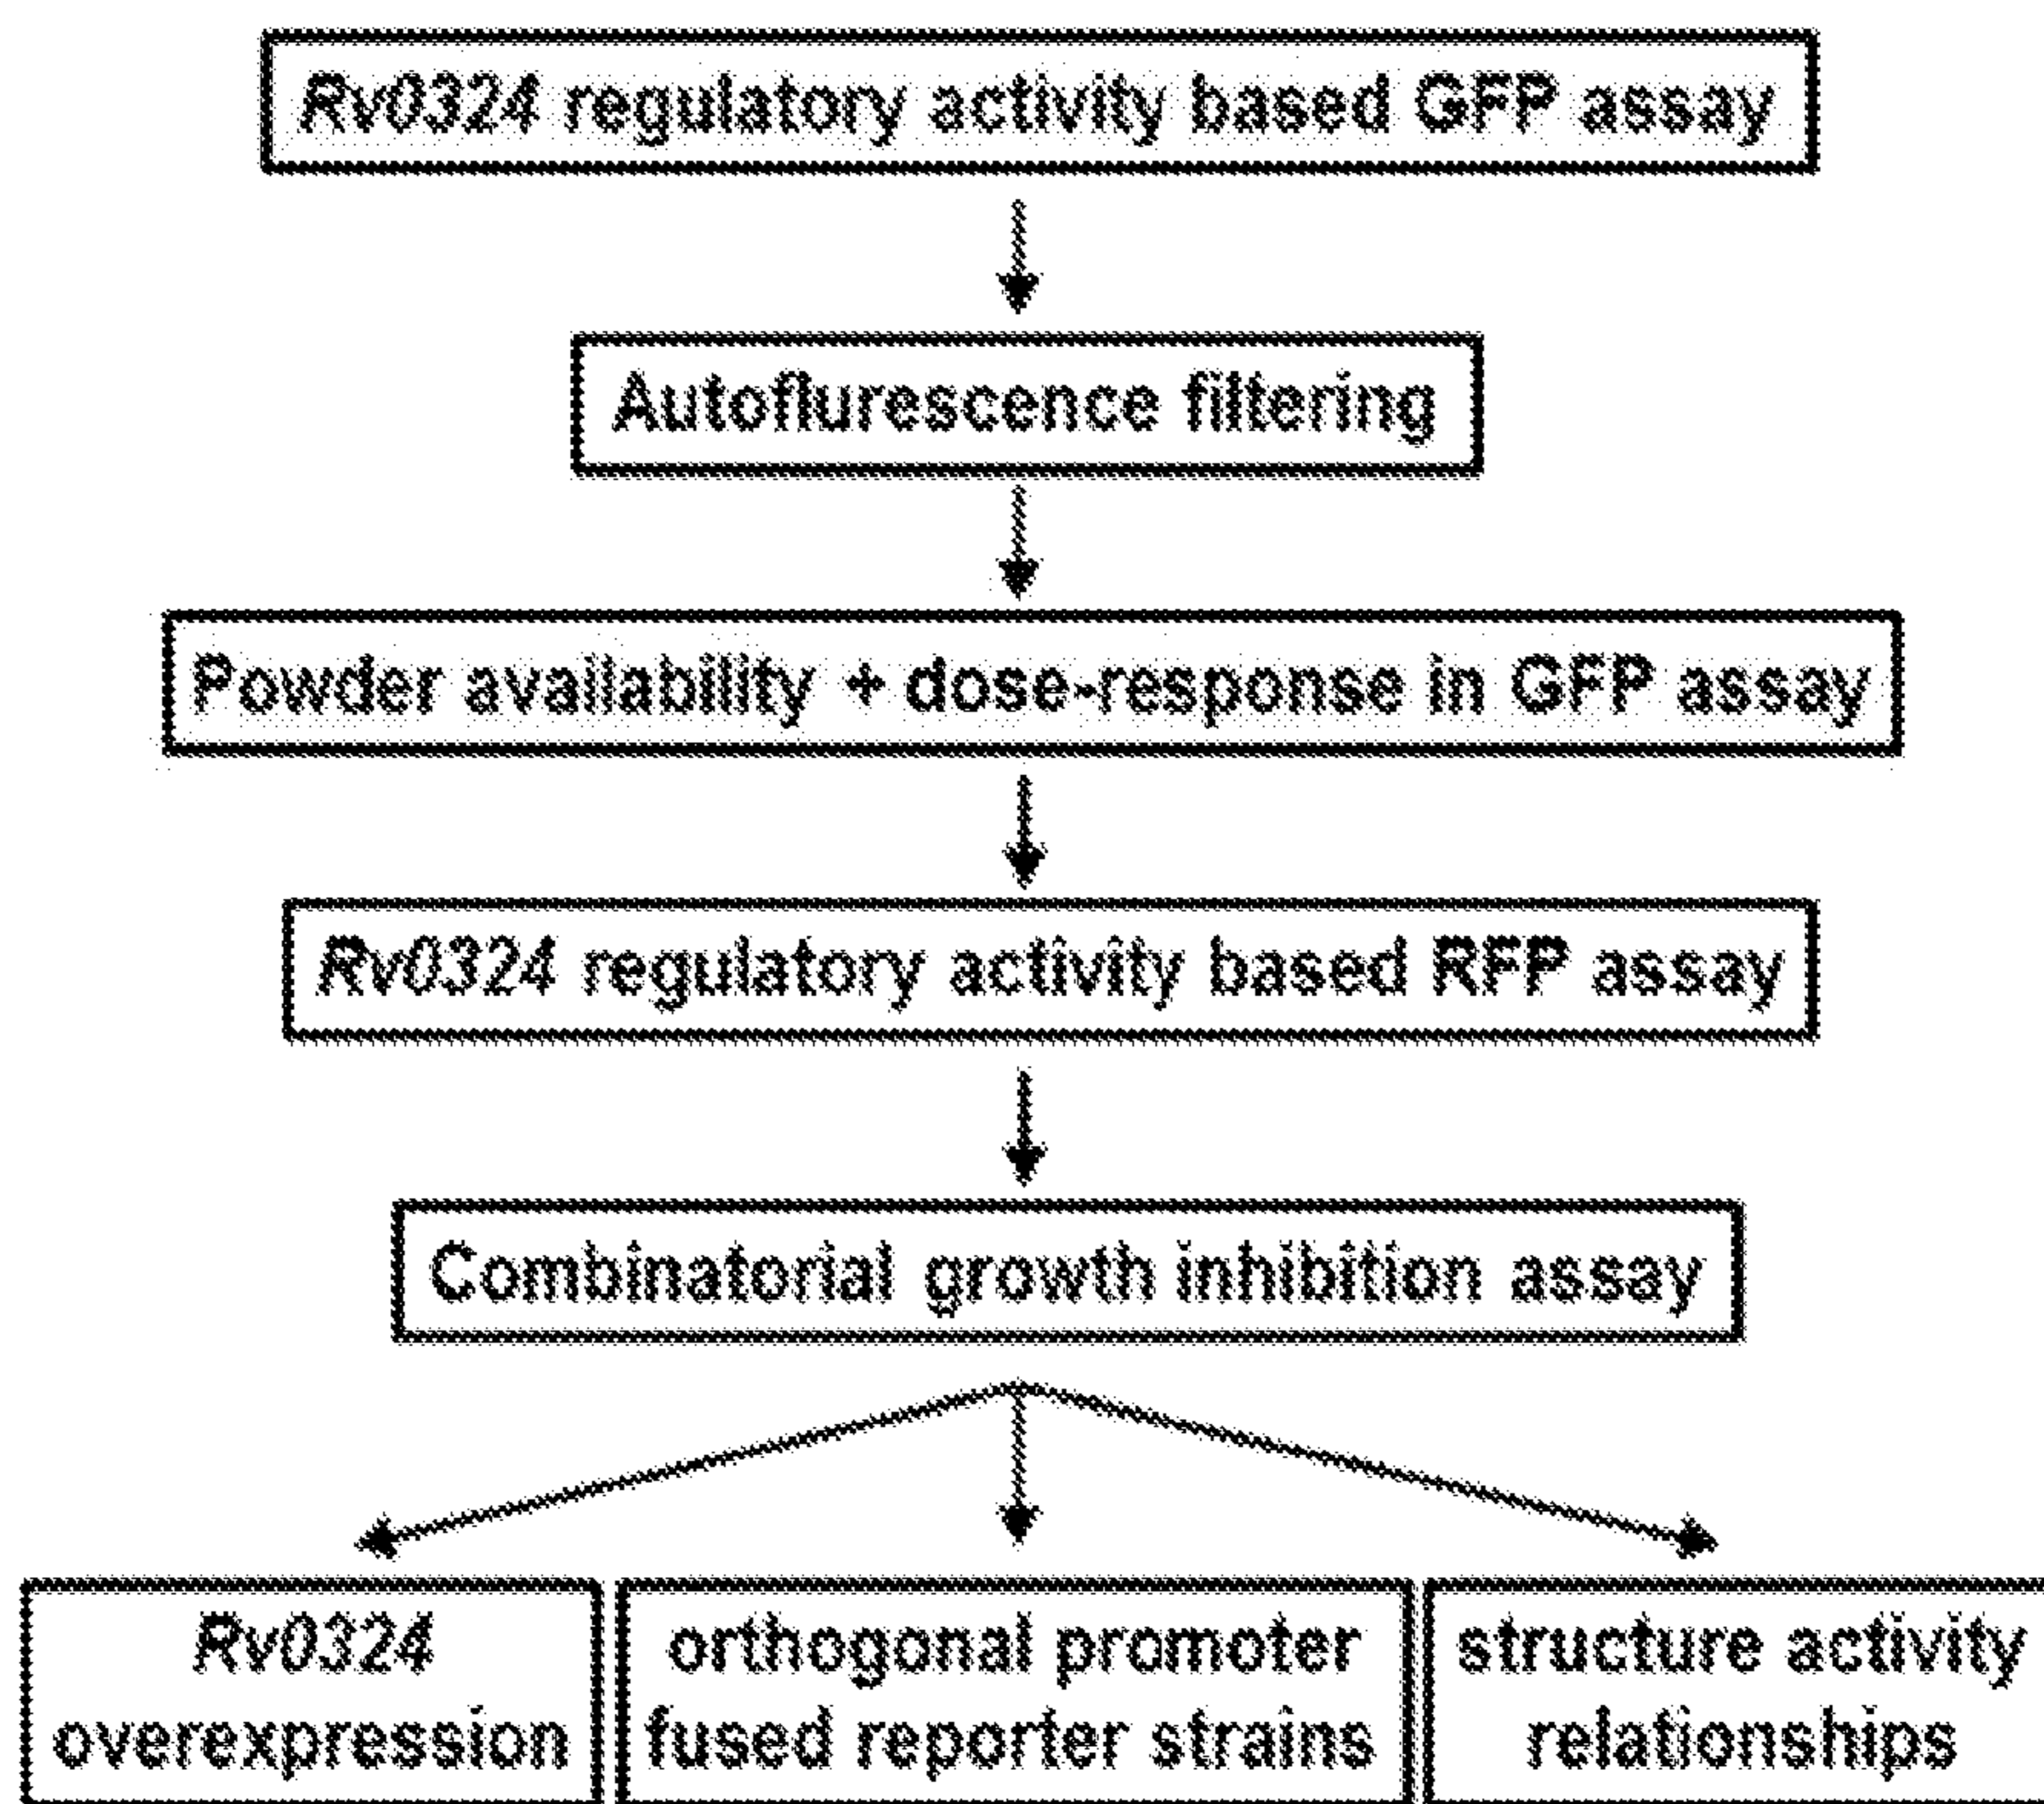 Rv0324 regulatory activity based GFP assay
Autoflurescence filtering
Powder availability + dose-response in GFP assay
Rv0324 regulatory activity based RFP assay
Combinatorial growth inhibition assay
Rv0324
overexpression
orthogonal promoter
fused reporter strains
structure activity
relationships